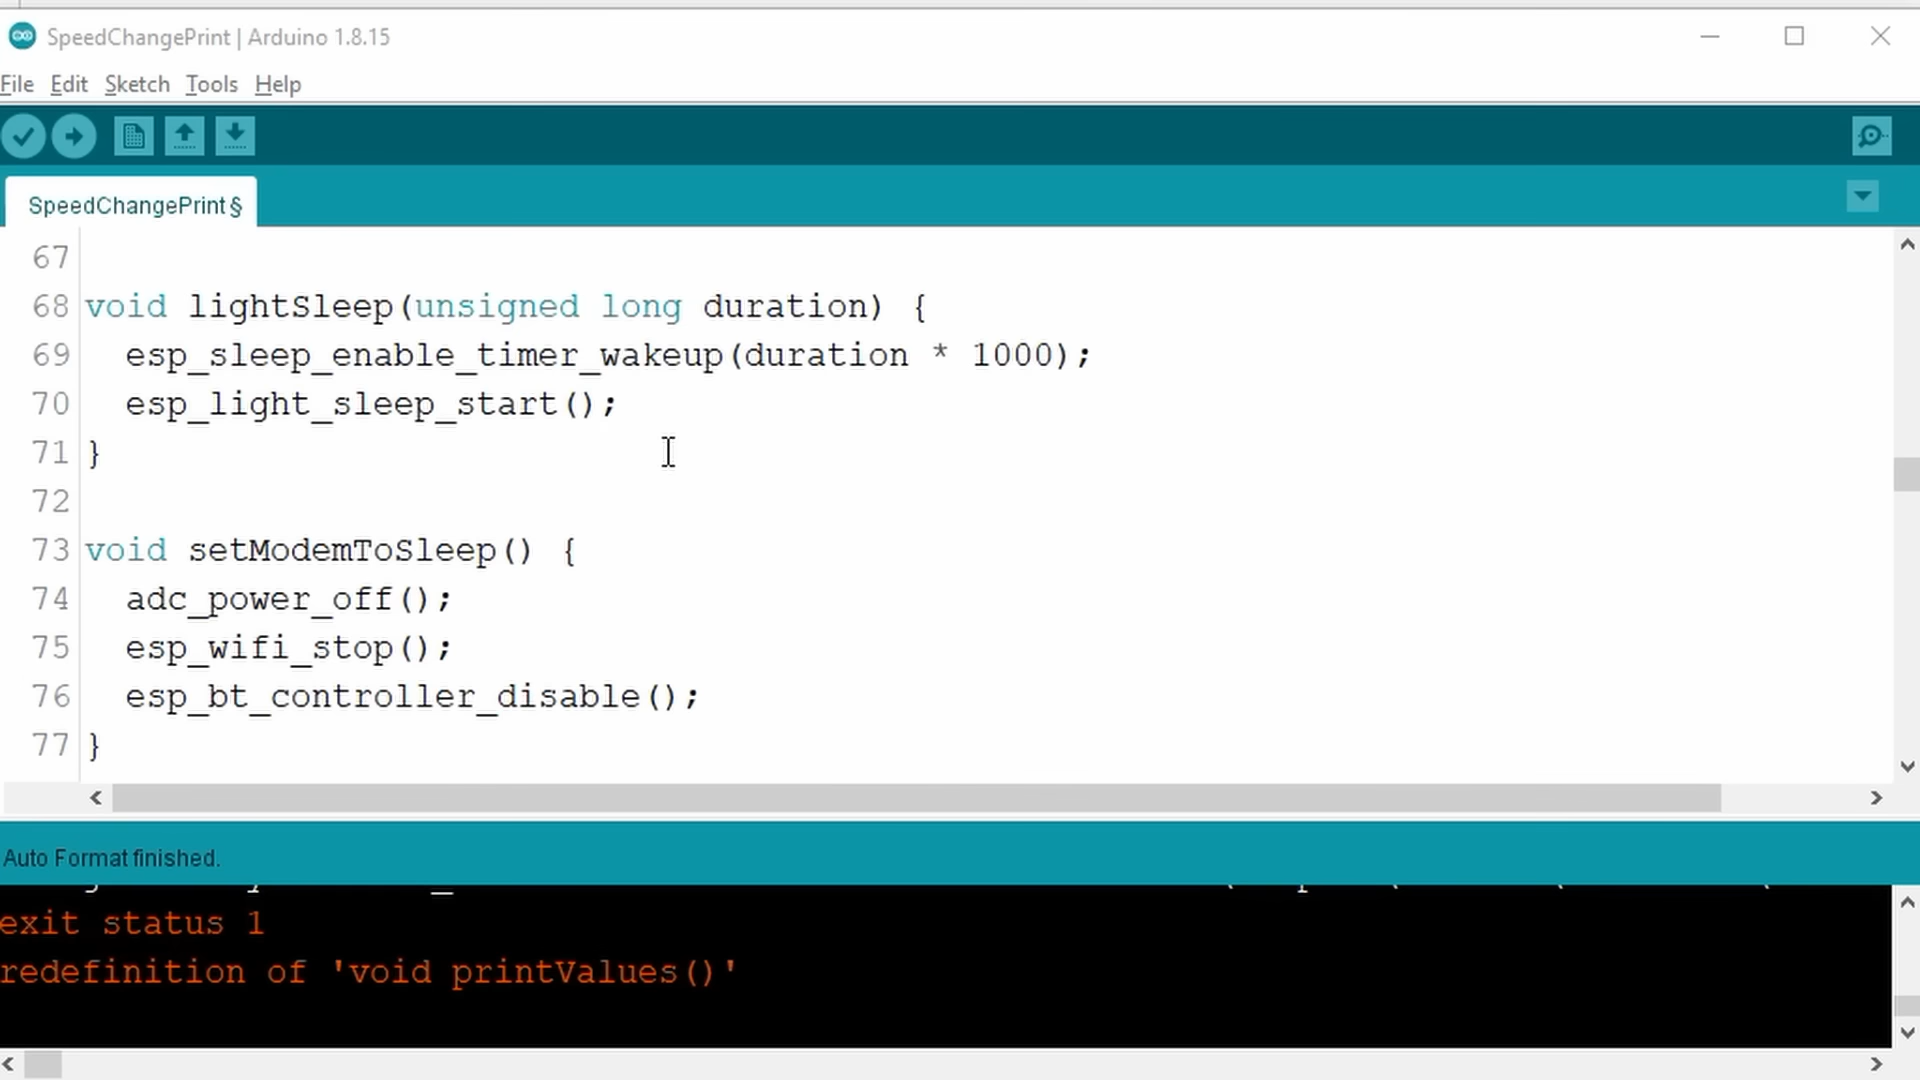 SpeedChangePrint | Arduino 1.8.15
File Edit Sketch Tools Help
SpeedChangePrint §
67
68 void lightSleep(unsigned long duration) {
69 esp_sleep_enable_timer_wakeup(duration * 1000);
70 esp_light_sleep_start();
71 }
72
73 void setModemToSleep() {
74 adc_power_off();
75 esp_wifi_stop();
76 esp_bt_controller_disable();
77 }
Auto Format finished.
exit status 1
redefinition of 'void printValues()'